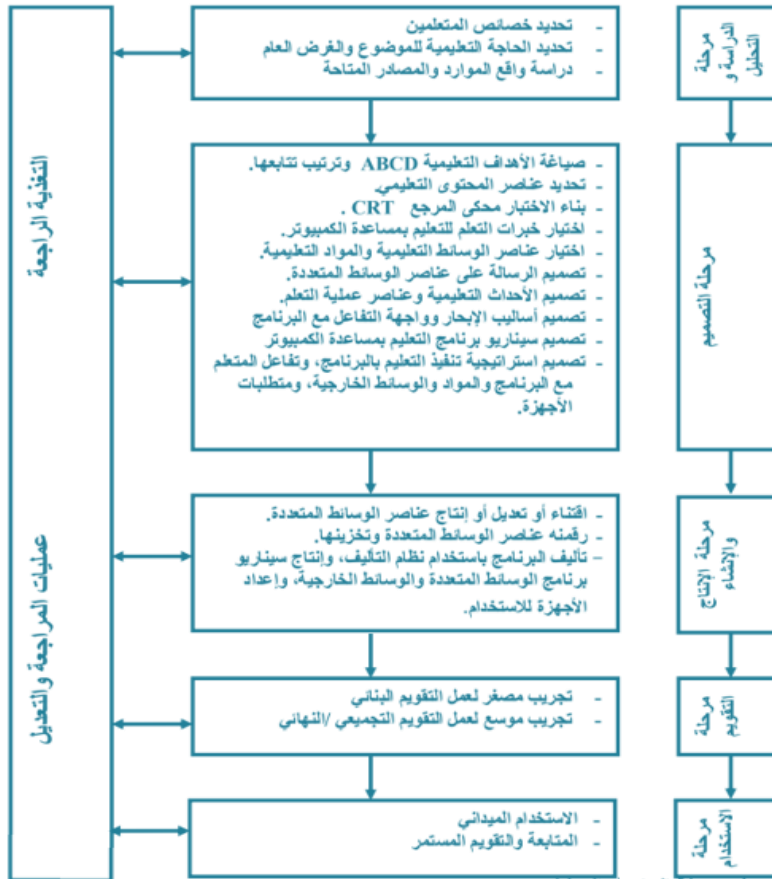 مرحلة
الدراسة و
التحليل
- تحديد خصائص المتعلمين
- تحديد الحاجة التعليمية للموضوع والغرض العام
- دراسة واقع الموارد والمصادر المتاحة
مرحلة التصميم
- صياغة الأهداف التعليمية ABCD وترتيب تتابعها.
- تحديد عناصر المحتوى التعليمي.
- بناء الاختبار محكى المرجع CRT .
- اختيار خبرات التعلم للتعليم بمساعدة الكمبيوتر.
- اختيار عناصر الوسائط التعليمية والمواد التعليمية.
- تصميم الرسالة على عناصر الوسائط المتعددة.
- تصميم الأحداث التعليمية وعناصر عملية التعلم.
- تصميم أساليب الإبحار وواجهة التفاعل مع البرنامج
- تصميم سيناريو برنامج التعليم بمساعدة الكمبيوتر
- تصميم استراتيجية تنفيذ التعليم بالبرنامج، وتفاعل المتعلم
مع البرنامج والمواد والوسائط الخارجية، ومتطلبات
الأجهزة.
مرحلة الإنتاج
والإنشاء
- اقتناء أو تعديل أو إنتاج عناصر الوسائط المتعددة.
- رقمنه عناصر الوسائط المتعددة وتخزينها.
- تأليف البرنامج باستخدام نظام التأليف، وإنتاج سيناريو
برنامج الوسائط المتعددة والوسائط الخارجية، وإعداد
الأجهزة للاستخدام.
مرحلة
التقويم
- تجريب مصغر لعمل التقويم البنائي
- تجريب موسع لعمل التقويم التجميعي /النهائي
مرحلة
الاستخدام
- الاستخدام الميداني
- المتابعة والتقويم المستمر
عمليات المراجعة والتعديل التغذية الراجعة